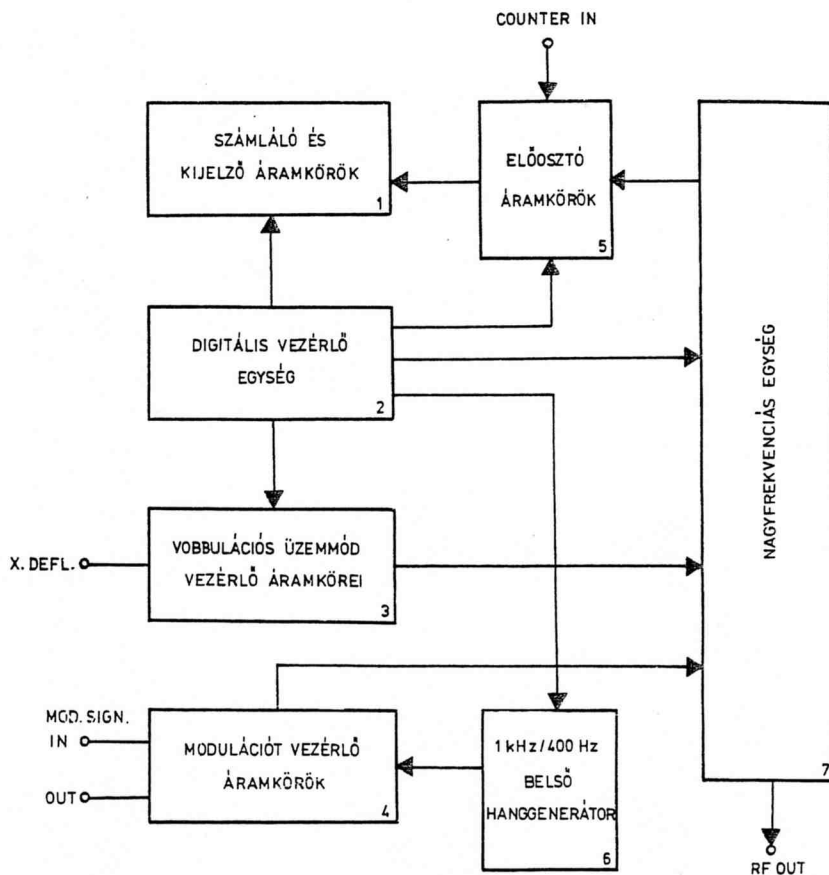 COUNTER IN
SZÁMLÁLÓ ÉS
KIJELZŐ ÁRAMKÖRÖK
1
ELŐOSZTÓ
ÁRAMKÖRÖK
5
DIGITÁLIS VEZÉRLŐ
EGYSÉG
2
NAGYFREKVENCIÁS EGYSÉG
7
X. DEFL.
VOBBULÁCIÓS ÜZEMMÓD
VEZÉRLŐ ÁRAMKÖREI
3
MOD. SIGN.
IN
OUT
MODULÁCIÓT VEZÉRLŐ
ÁRAMKÖRÖK
4
1 kHz/400 Hz
BELSŐ
HANGGENERÁTOR
6
RF OUT